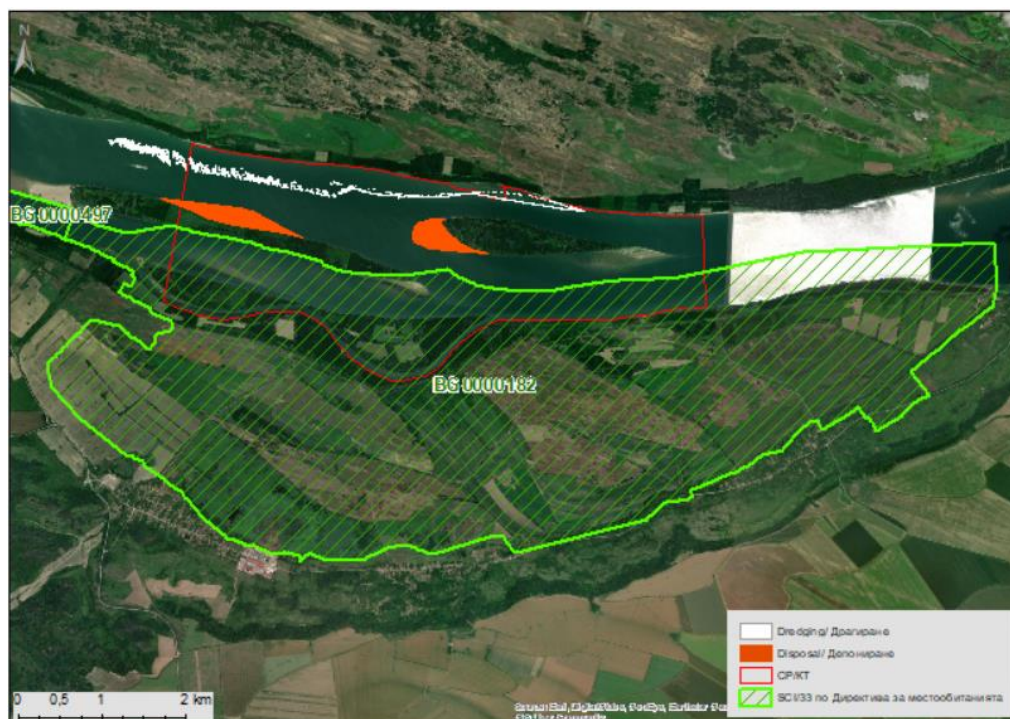 N
BG 0000497
BG 0000182
Dredging/ Драгиране
Disposal/ Депониране
CP/КТ
SCI/33 по Директива за местообитанията
0 0,5 1 2 km